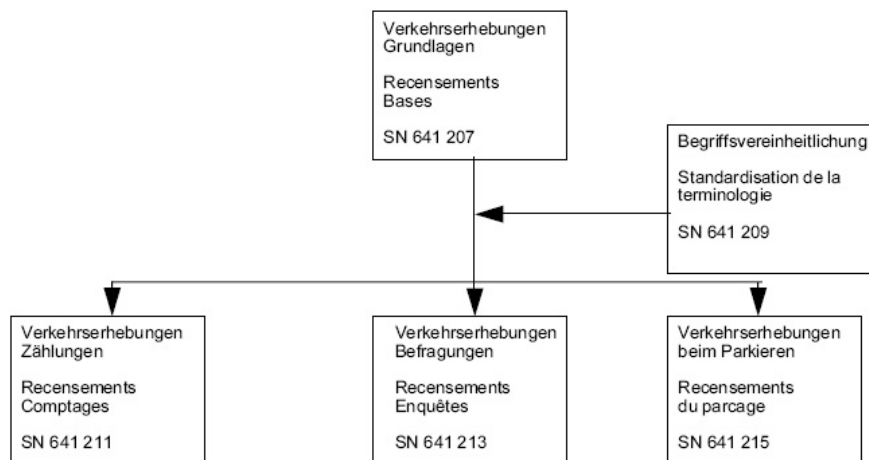 Verkehrserhebungen
Grundlagen
Recensements
Bases
SN 641 207
Begriffsvereinheitlichung
Standardisation de la
terminologie
SN 641 209
Verkehrserhebungen
Zählungen
Recensements
Comptages
SN 641 211
Verkehrserhebungen
Befragungen
Recensements
Enquêtes
SN 641 213
Verkehrserhebungen
beim Parkieren
Recensements
du parcage
SN 641 215